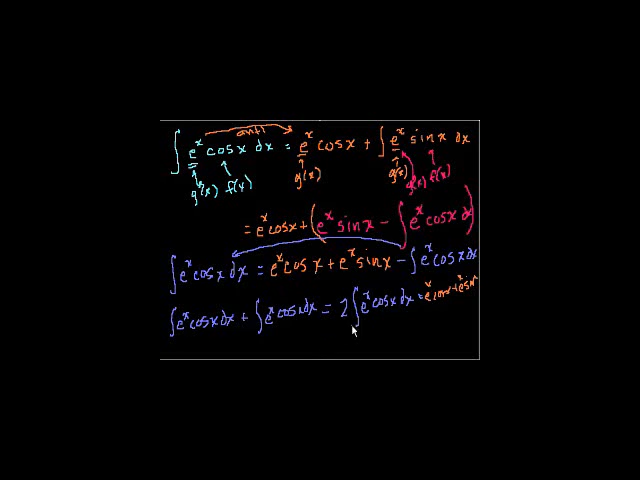 anti
∫ e^x cos x dx = e^x cos x + ∫ e^x sin x dx
g'(x) f(x) g(x) g'(x) f(x)
= e^x cos x + (e^x sin x − ∫ e^x cos x dx)
∫ e^x cos x dx = e^x cos x + e^x sin x − ∫ e^x cos x dx
∫ e^x cos x dx + ∫ e^x cos x dx = 2 ∫ e^x cos x dx = e^x cos x + e^x sin x